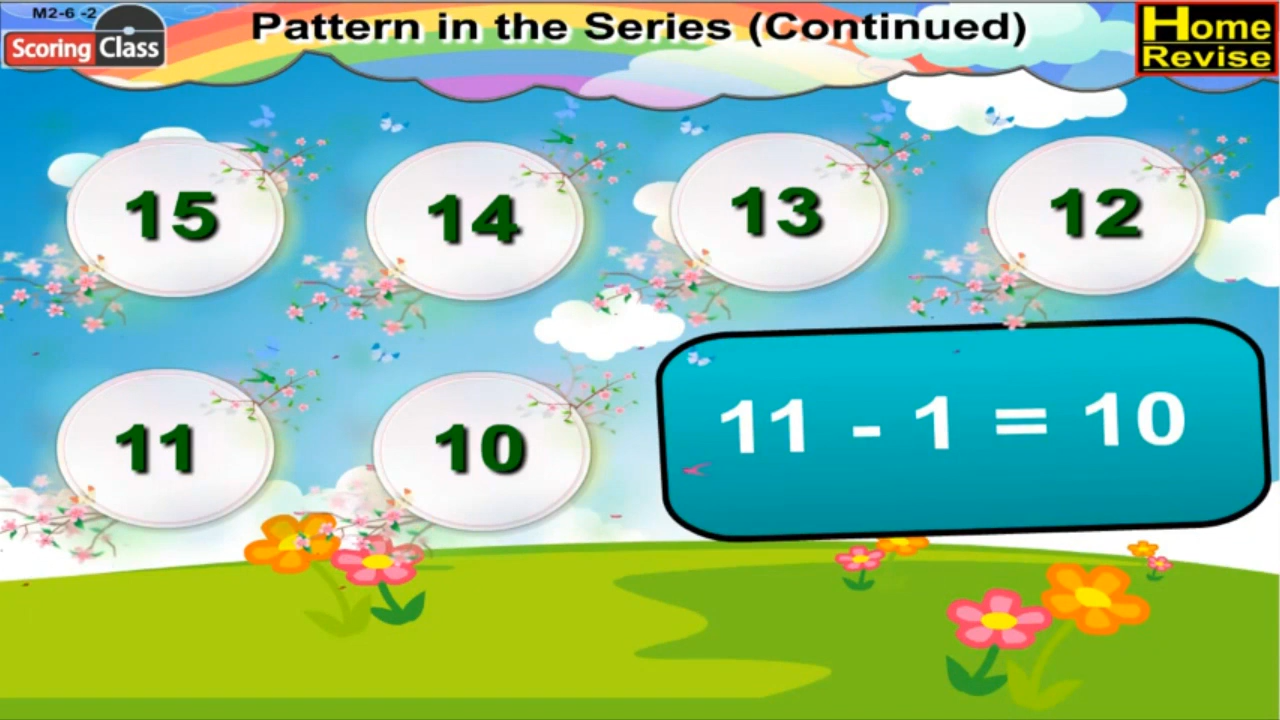 M2-6 -2
Scoring Class
Pattern in the Series (Continued)
Home
Revise
15 14 13 12
11 10
11 - 1 = 10